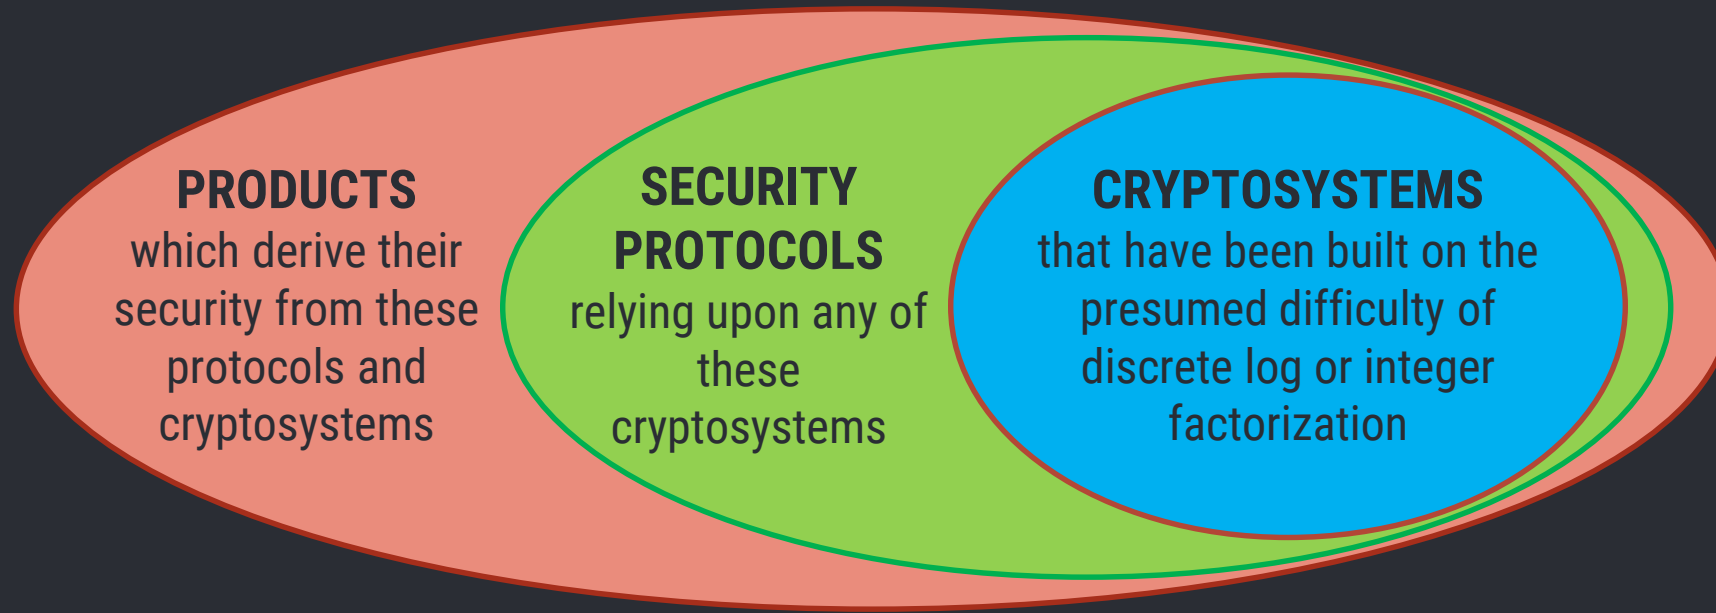 PRODUCTS
which derive their
security from these
protocols and
cryptosystems
SECURITY
PROTOCOLS
relying upon any of
these
cryptosystems
CRYPTOSYSTEMS
that have been built on the
presumed difficulty of
discrete log or integer
factorization